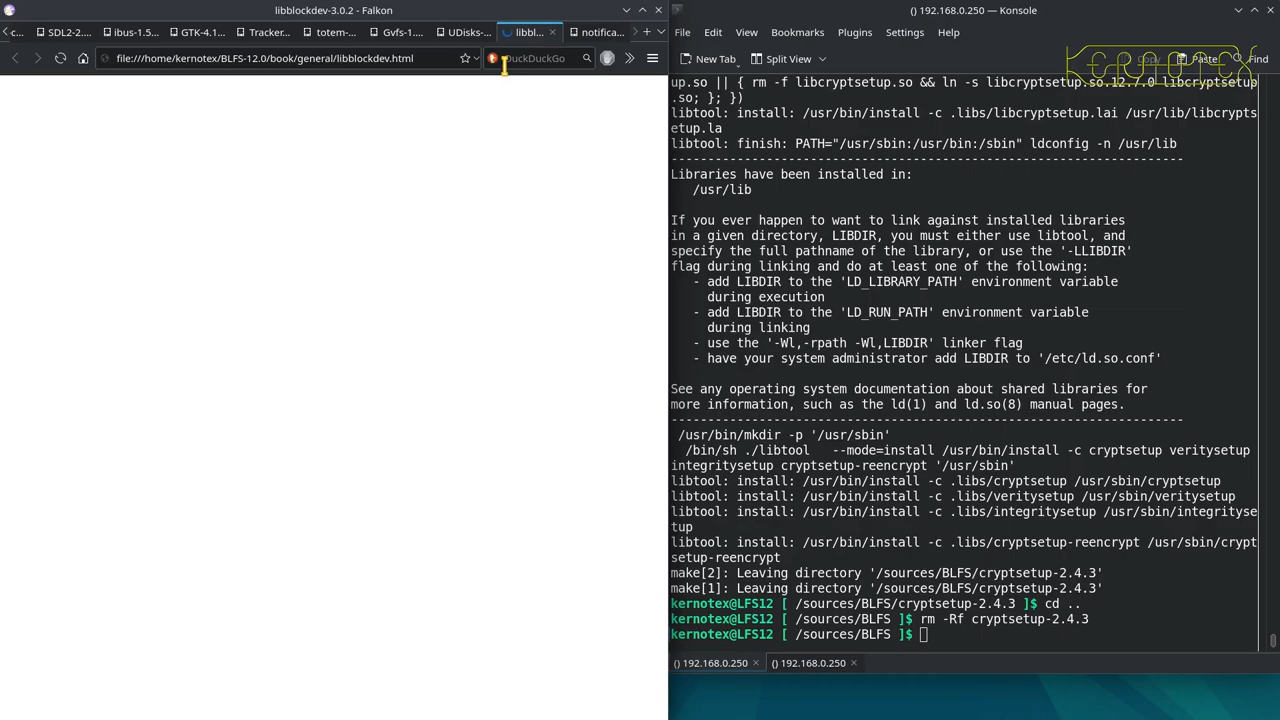 libblockdev-3.0.2 - Falkon
() 192.168.0.250 — Konsole
c...
SDL2-2....
ibus-1.5...
GTK-4.1...
Tracker...
totem-...
Gvfs-1....
UDisks-...
libbl...
notifica...
File Edit View Bookmarks Plugins Settings Help
file:///home/kernotex/BLFS-12.0/book/general/libblockdev.html
DuckDuckGo
New Tab
Split View
Copy
Paste
Find
KERNOTEX
up.so || { rm -f libcryptsetup.so && ln -s libcryptsetup.so.12.7.0 libcryptsetup
.so; }; })
libtool: install: /usr/bin/install -c .libs/libcryptsetup.lai /usr/lib/libcrypts
etup.la
libtool: finish: PATH="/usr/sbin:/usr/bin:/sbin" ldconfig -n /usr/lib
----------------------------------------------------------------------
Libraries have been installed in:
   /usr/lib
If you ever happen to want to link against installed libraries
in a given directory, LIBDIR, you must either use libtool, and
specify the full pathname of the library, or use the '-LLIBDIR'
flag during linking and do at least one of the following:
   - add LIBDIR to the 'LD_LIBRARY_PATH' environment variable
     during execution
   - add LIBDIR to the 'LD_RUN_PATH' environment variable
     during linking
   - use the '-Wl,-rpath -Wl,LIBDIR' linker flag
   - have your system administrator add LIBDIR to '/etc/ld.so.conf'
See any operating system documentation about shared libraries for
more information, such as the ld(1) and ld.so(8) manual pages.
----------------------------------------------------------------------
 /usr/bin/mkdir -p '/usr/sbin'
  /bin/sh ./libtool   --mode=install /usr/bin/install -c cryptsetup veritysetup
integritysetup cryptsetup-reencrypt '/usr/sbin'
libtool: install: /usr/bin/install -c .libs/cryptsetup /usr/sbin/cryptsetup
libtool: install: /usr/bin/install -c .libs/veritysetup /usr/sbin/veritysetup
libtool: install: /usr/bin/install -c .libs/integritysetup /usr/sbin/integrityse
tup
libtool: install: /usr/bin/install -c .libs/cryptsetup-reencrypt /usr/sbin/crypt
setup-reencrypt
make[2]: Leaving directory '/sources/BLFS/cryptsetup-2.4.3'
make[1]: Leaving directory '/sources/BLFS/cryptsetup-2.4.3'
kernotex@LFS12 [ /sources/BLFS/cryptsetup-2.4.3 ]$ cd ..
kernotex@LFS12 [ /sources/BLFS ]$ rm -Rf cryptsetup-2.4.3
kernotex@LFS12 [ /sources/BLFS ]$
() 192.168.0.250
() 192.168.0.250